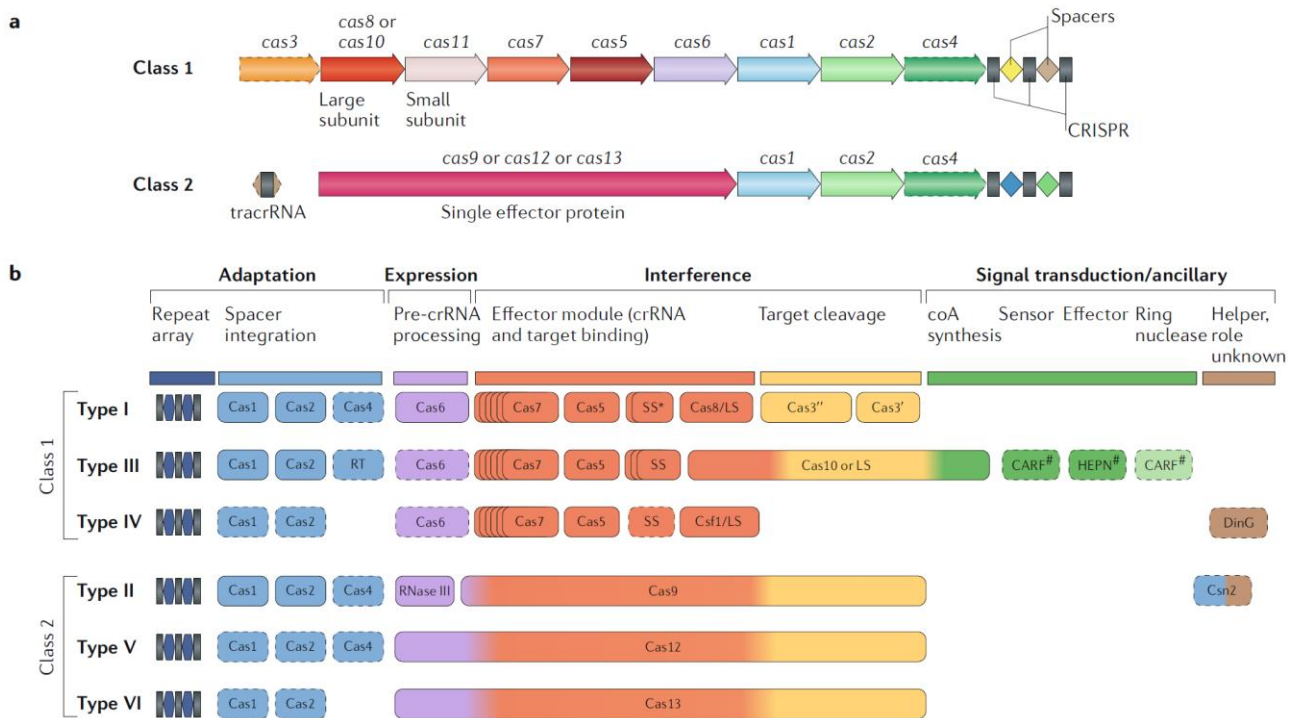 a
Class 1
cas3
cas8 or
cas10
cas11
cas7
cas5
cas6
cas1
cas2
cas4
Spacers
Large
subunit
Small
subunit
CRISPR
Class 2
cas9 or cas12 or cas13
cas1
cas2
cas4
tracrRNA
Single effector protein
b
Adaptation
Expression
Interference
Signal transduction/ancillary
Repeat
array
Spacer
integration
Pre-crRNA
processing
Effector module (crRNA
and target binding)
Target cleavage
coA
synthesis
Sensor
Effector
Ring
nuclease
Helper,
role
unknown
Class 1
Type I
Cas1
Cas2
Cas4
Cas6
Cas7
Cas5
SS*
Cas8/LS
Cas3′′
Cas3′
Type III
Cas1
Cas2
RT
Cas6
Cas7
Cas5
SS
Cas10 or LS
CARF#
HEPN#
CARF#
Type IV
Cas1
Cas2
Cas6
Cas7
Cas5
SS
Csf1/LS
DinG
Class 2
Type II
Cas1
Cas2
Cas4
RNase III
Cas9
Csn2
Type V
Cas1
Cas2
Cas4
Cas12
Type VI
Cas1
Cas2
Cas13